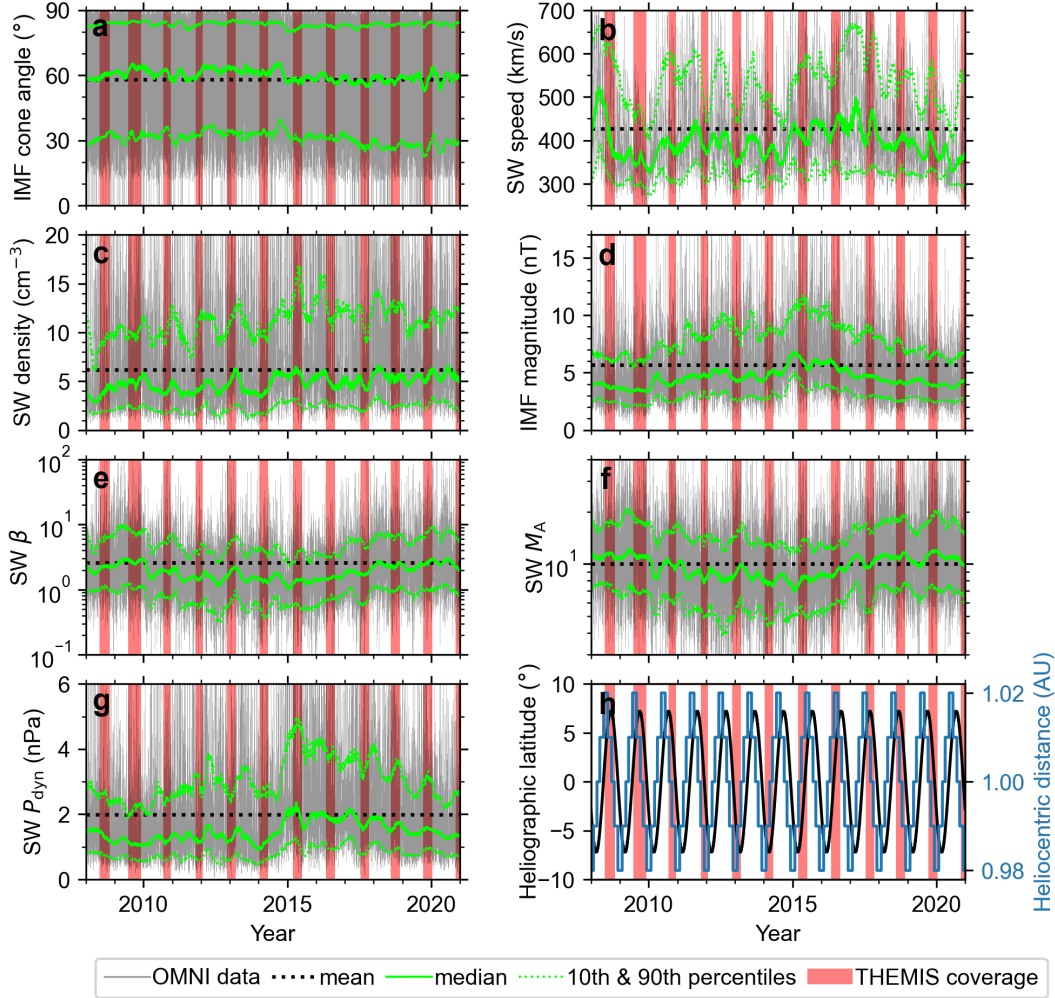 a
IMF cone angle (°)
90
60
30
0
b
SW speed (km/s)
700
600
500
400
300
c
SW density (cm⁻³)
20
15
10
5
0
d
IMF magnitude (nT)
15
10
5
0
e
SW β
10²
10¹
10⁰
10⁻¹
f
SW M_A
10¹
g
SW P_dyn (nPa)
6
4
2
0
2010
2015
2020
Year
h
Heliographic latitude (°)
10
5
0
−5
−10
1.02
1.00
0.98
Heliocentric distance (AU)
2010
2015
2020
Year
OMNI data
mean
median
10th & 90th percentiles
THEMIS coverage